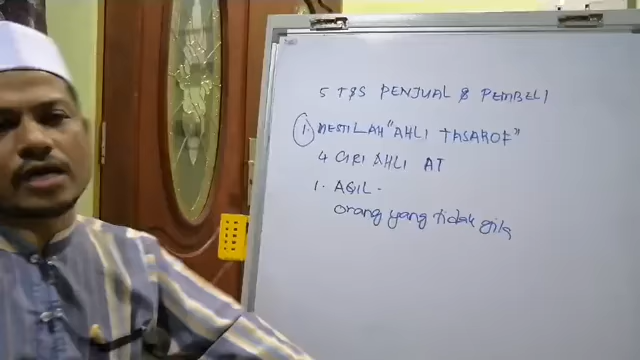 5 T&S PENJUAL & PEMBELI
1 MESTILAH "AHLI TASAROF"
4 CIRI AHLI AT
1. AQIL -
orang yang tidak gila